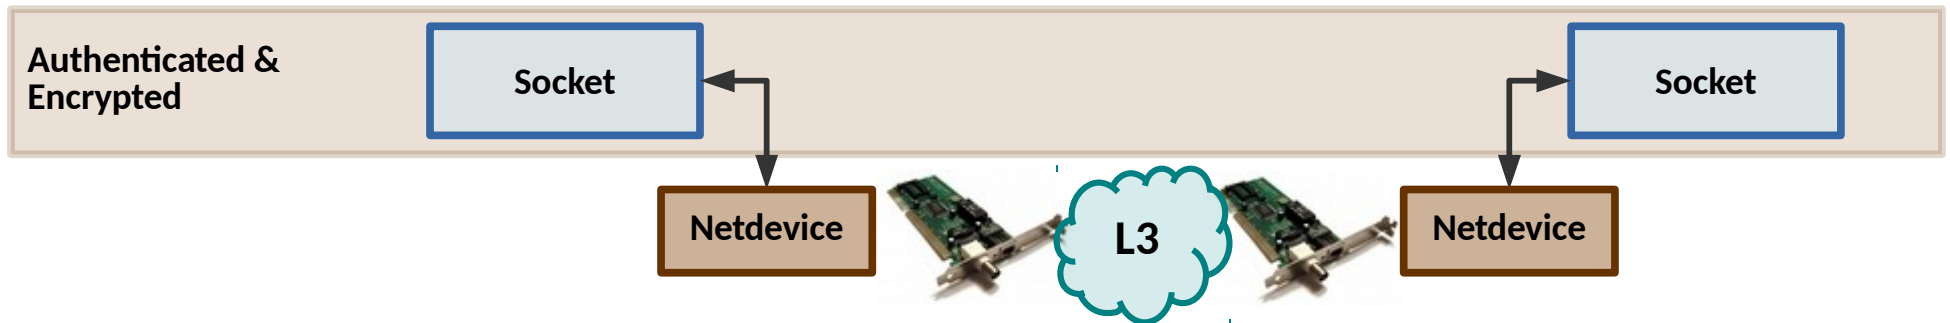 Authenticated &
Encrypted
Socket
Socket
Netdevice
L3
Netdevice